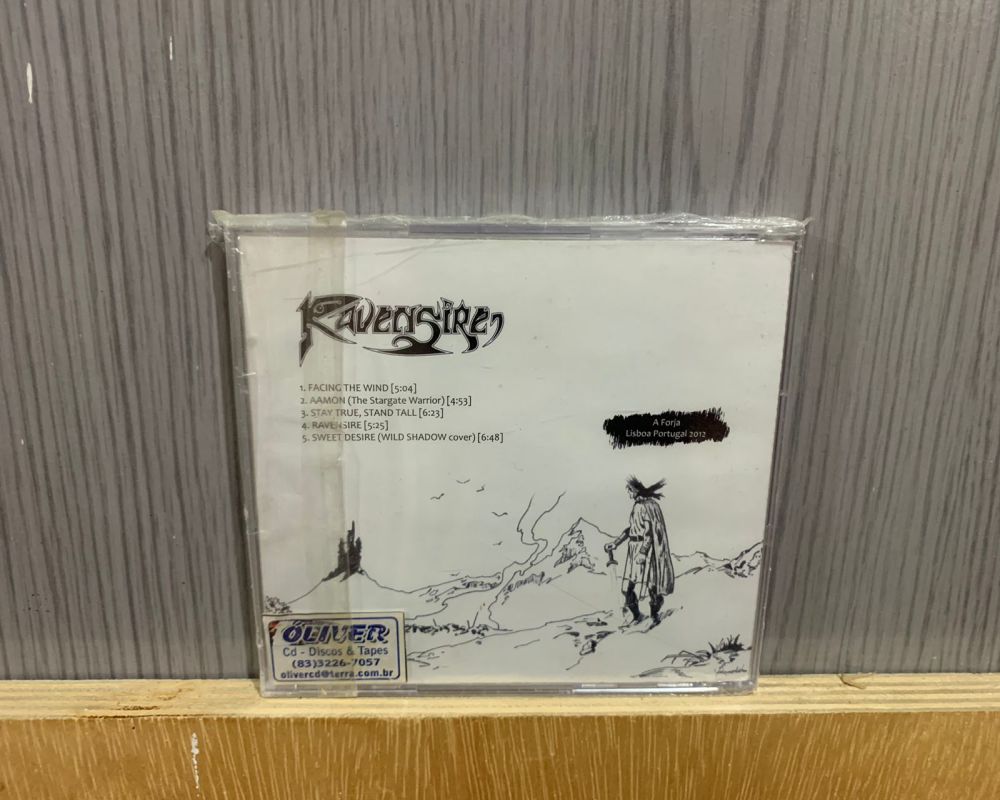 RAVENSIRE
1. FACING THE WIND [5:04]
2. AAMON (The Stargate Warrior) [4:53]
3. STAY TRUE, STAND TALL [6:23]
4. RAVENSIRE [5:25]
5. SWEET DESIRE (WILD SHADOW cover) [6:48]
A Forja
Lisboa Portugal 2012
ÓLIVER
Cd - Discos & Tapes
(83)3226-7057
olivercd@terra.com.br